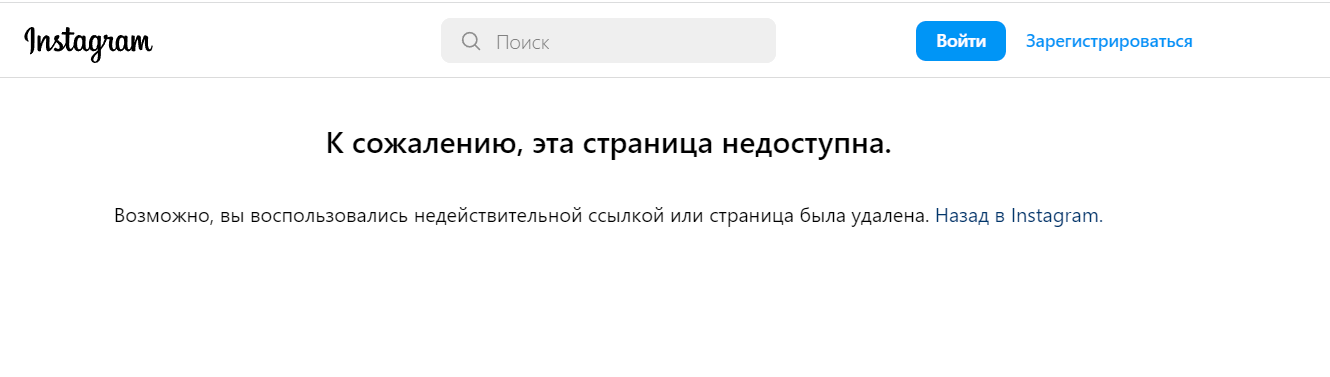 Instagram
Поиск
Войти
Зарегистрироваться
К сожалению, эта страница недоступна.
Возможно, вы воспользовались недействительной ссылкой или страница была удалена. Назад в Instagram.